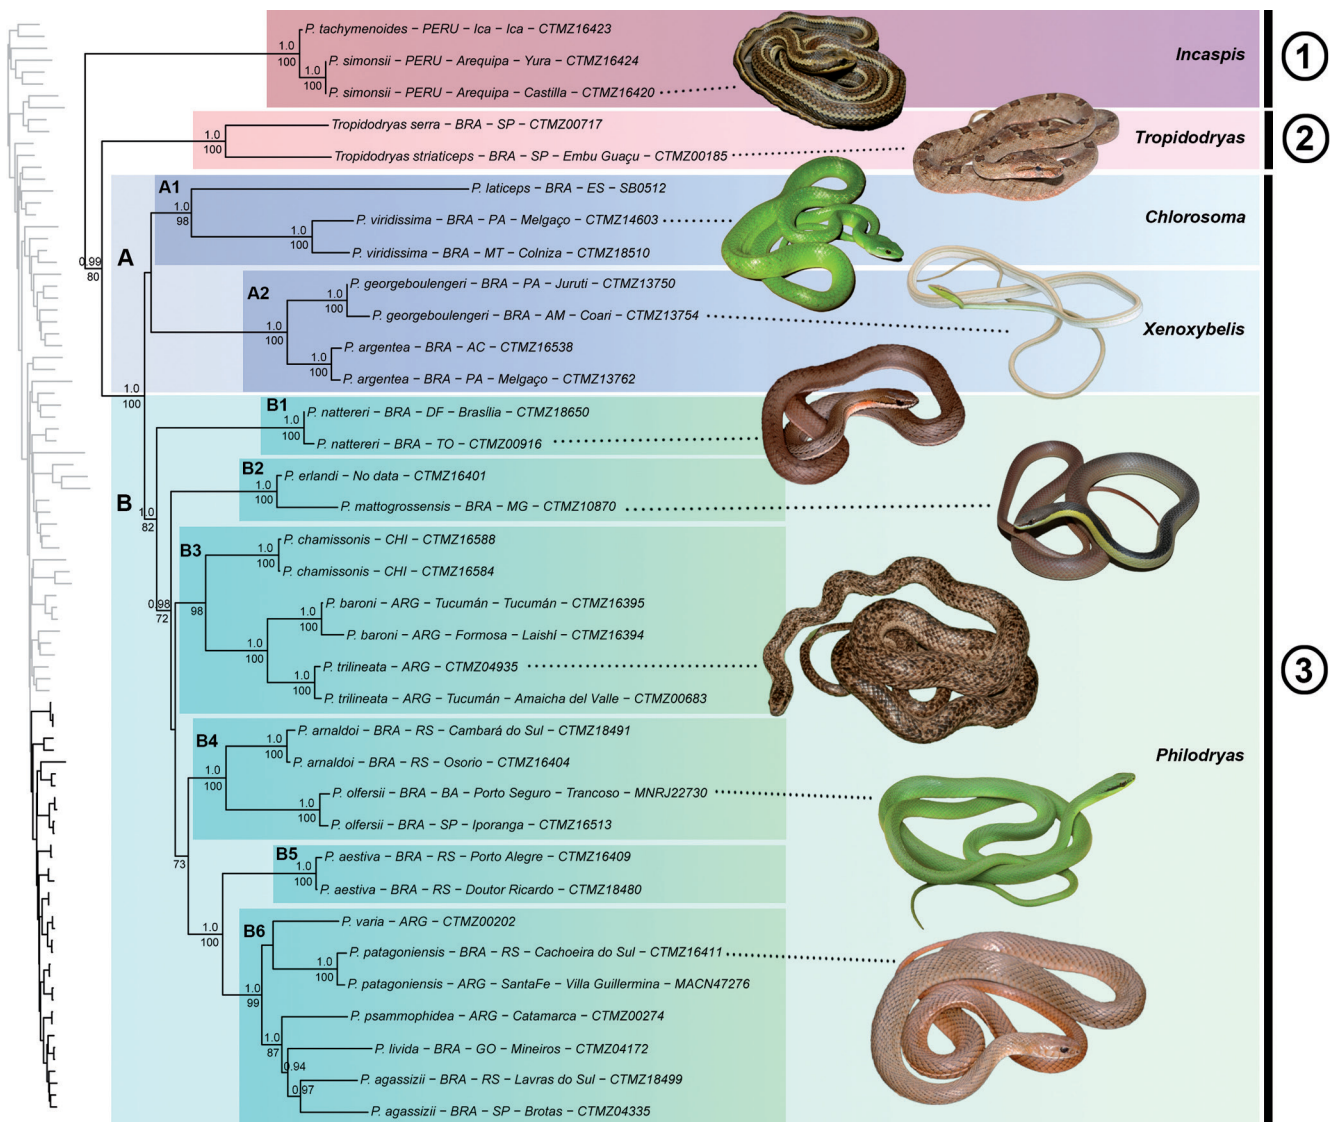 P. tachymenoides – PERU – Ica – Ica – CTMZ16423
1.0
100
P. simonsii – PERU – Arequipa – Yura – CTMZ16424
1.0
100
P. simonsii – PERU – Arequipa – Castilla – CTMZ16420
Incaspis
1
Tropidodryas serra – BRA – SP – CTMZ00717
1.0
100
Tropidodryas striaticeps – BRA – SP – Embu Guaçu – CTMZ00185
Tropidodryas
2
0.99
80
A
A1
P. laticeps – BRA – ES – SB0512
1.0
98
P. viridissima – BRA – PA – Melgaço – CTMZ14603
1.0
100
P. viridissima – BRA – MT – Colniza – CTMZ18510
Chlorosoma
A2
P. georgeboulengeri – BRA – PA – Juruti – CTMZ13750
1.0
100
P. georgeboulengeri – BRA – AM – Coari – CTMZ13754
1.0
100
P. argentea – BRA – AC – CTMZ16538
1.0
100
P. argentea – BRA – PA – Melgaço – CTMZ13762
Xenoxybelis
1.0
100
B1
P. nattereri – BRA – DF – Brasília – CTMZ18650
1.0
100
P. nattereri – BRA – TO – CTMZ00916
B2
P. erlandi – No data – CTMZ16401
1.0
100
P. mattogrossensis – BRA – MG – CTMZ10870
B
1.0
82
B3
P. chamissonis – CHI – CTMZ16588
1.0
100
P. chamissonis – CHI – CTMZ16584
0.98
72
98
P. baroni – ARG – Tucumán – Tucumán – CTMZ16395
1.0
100
P. baroni – ARG – Formosa – Laishí – CTMZ16394
1.0
100
P. trilineata – ARG – CTMZ04935
1.0
100
P. trilineata – ARG – Tucumán – Amaicha del Valle – CTMZ00683
3
B4
P. arnaldoi – BRA – RS – Cambará do Sul – CTMZ18491
1.0
100
P. arnaldoi – BRA – RS – Osorio – CTMZ16404
1.0
100
P. olfersii – BRA – BA – Porto Seguro – Trancoso – MNRJ22730
1.0
100
P. olfersii – BRA – SP – Iporanga – CTMZ16513
Philodryas
73
B5
P. aestiva – BRA – RS – Porto Alegre – CTMZ16409
1.0
100
P. aestiva – BRA – RS – Doutor Ricardo – CTMZ18480
1.0
100
B6
P. varia – ARG – CTMZ00202
P. patagoniensis – BRA – RS – Cachoeira do Sul – CTMZ16411
1.0
100
P. patagoniensis – ARG – SantaFe – Villa Guillermina – MACN47276
1.0
99
P. psammophidea – ARG – Catamarca – CTMZ00274
1.0
87
P. livida – BRA – GO – Mineiros – CTMZ04172
0.94
P. agassizii – BRA – RS – Lavras do Sul – CTMZ18499
0.97
P. agassizii – BRA – SP – Brotas – CTMZ04335